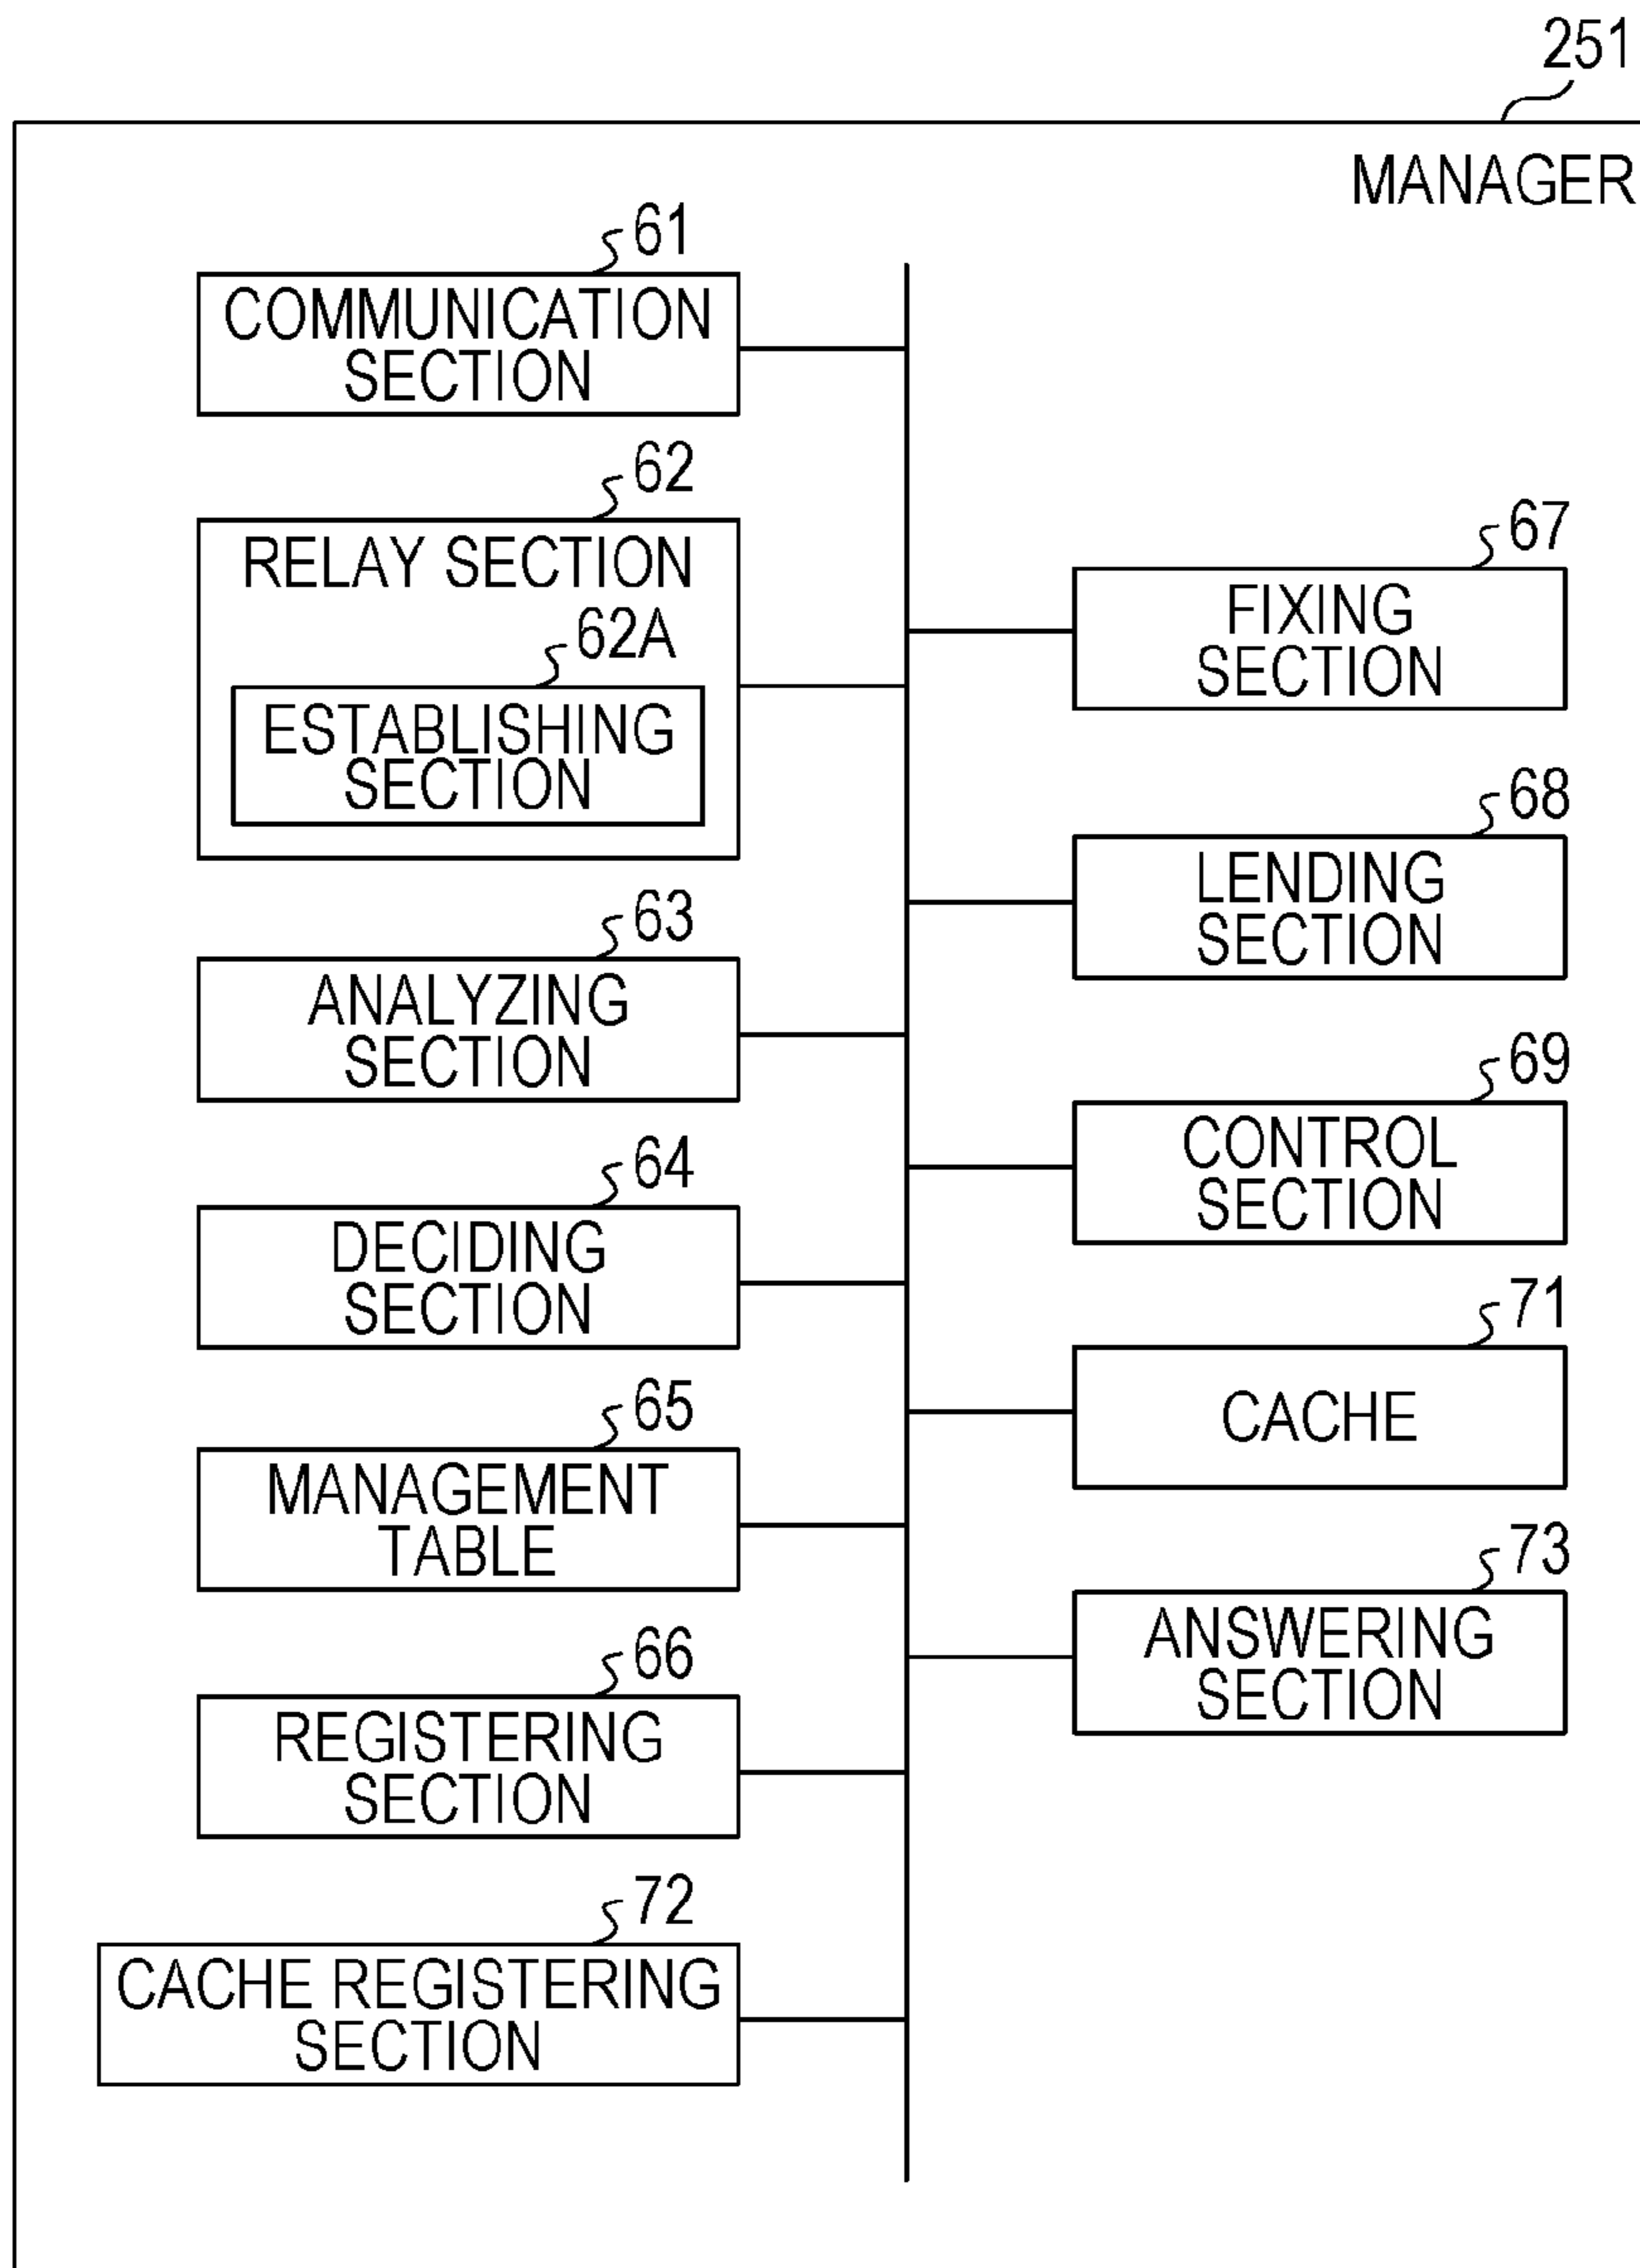 251
MANAGER
61
COMMUNICATION
SECTION
62
RELAY SECTION
62A
ESTABLISHING
SECTION
63
ANALYZING
SECTION
64
DECIDING
SECTION
65
MANAGEMENT
TABLE
66
REGISTERING
SECTION
72
CACHE REGISTERING
SECTION
67
FIXING
SECTION
68
LENDING
SECTION
69
CONTROL
SECTION
71
CACHE
73
ANSWERING
SECTION